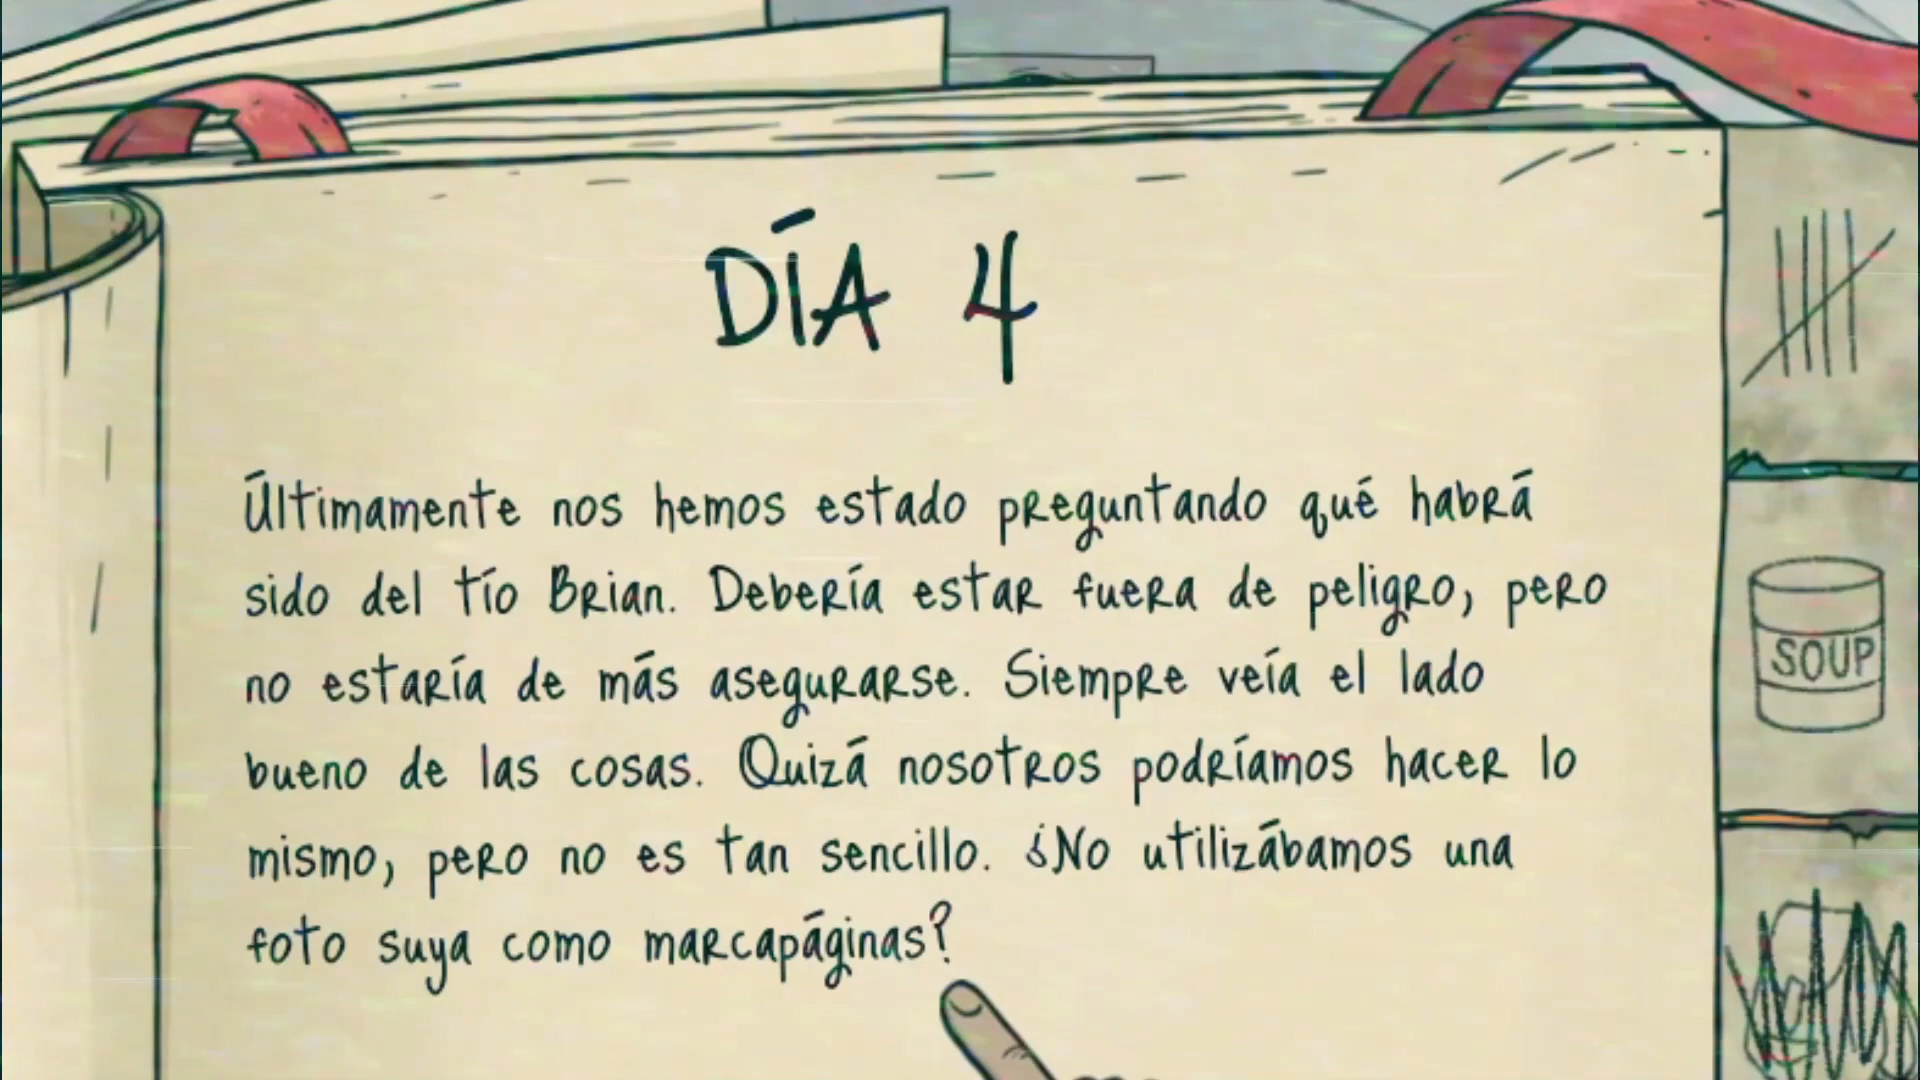 DÍA 4
Últimamente nos hemos estado preguntando qué habrá
sido del tío Brian. Debería estar fuera de peligro, pero
no estaría de más asegurarse. Siempre veía el lado
bueno de las cosas. Quizá nosotros podríamos hacer lo
mismo, pero no es tan sencillo. ¿No utilizábamos una
foto suya como marcapáginas?
SOUP